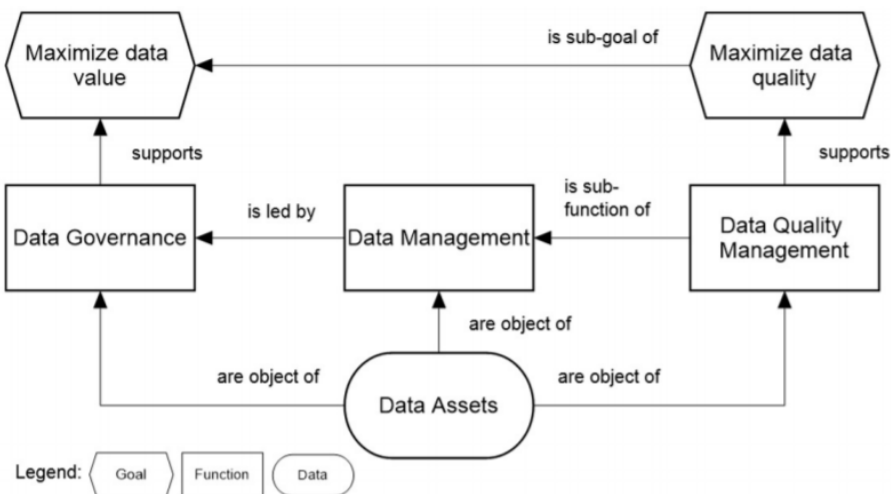 Maximize data
value
is sub-goal of
Maximize data
quality
supports
supports
Data Governance
is led by
Data Management
is sub-
function of
Data Quality
Management
are object of
are object of
are object of
Data Assets
Legend:
Goal
Function
Data